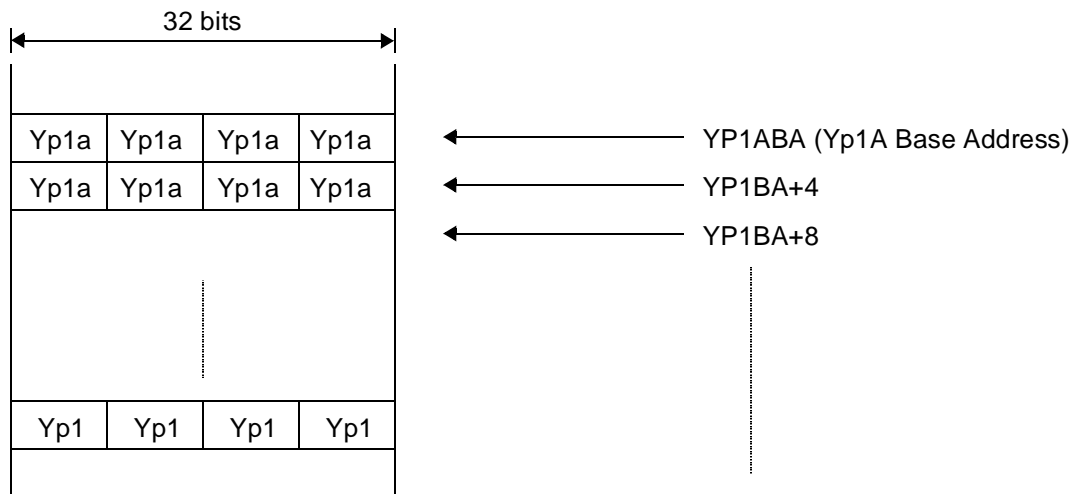 32 bits
Yp1a Yp1a Yp1a Yp1a YP1ABA (Yp1A Base Address)
Yp1a Yp1a Yp1a Yp1a YP1BA+4
YP1BA+8
Yp1 Yp1 Yp1 Yp1